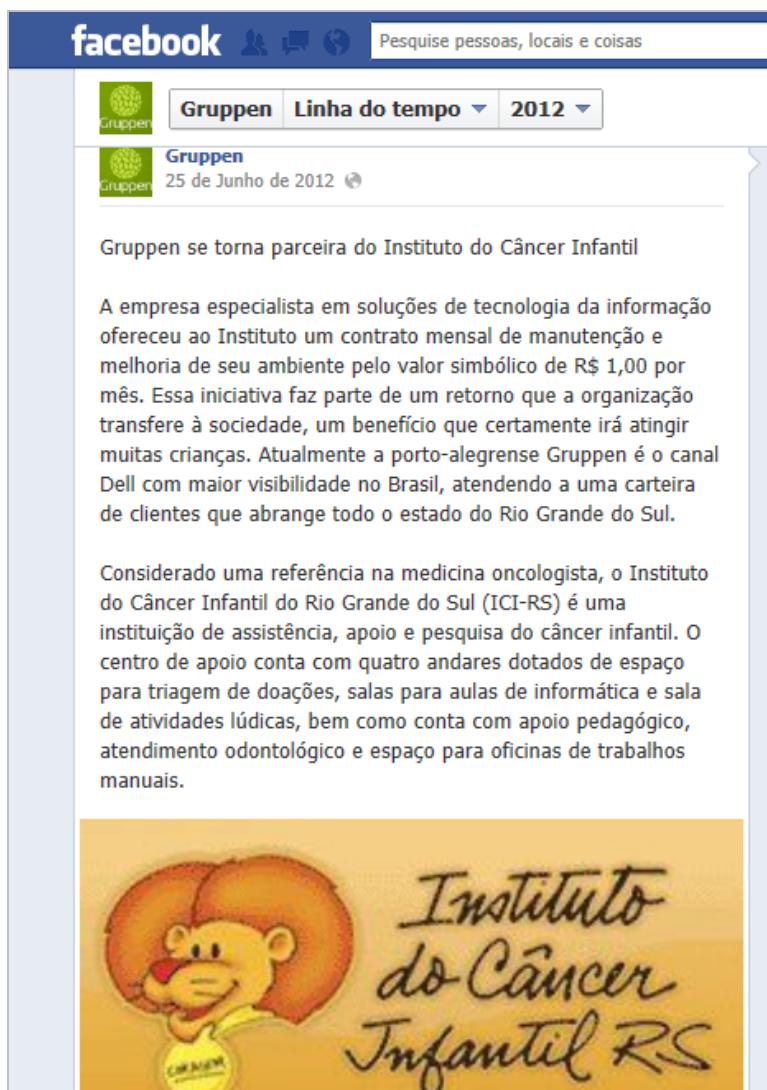 facebook
Pesquise pessoas, locais e coisas
Gruppen
Gruppen Linha do tempo 2012
Gruppen
Gruppen
25 de Junho de 2012
Gruppen se torna parceira do Instituto do Câncer Infantil
A empresa especialista em soluções de tecnologia da informação
ofereceu ao Instituto um contrato mensal de manutenção e
melhoria de seu ambiente pelo valor simbólico de R$ 1,00 por
mês. Essa iniciativa faz parte de um retorno que a organização
transfere à sociedade, um benefício que certamente irá atingir
muitas crianças. Atualmente a porto-alegrense Gruppen é o canal
Dell com maior visibilidade no Brasil, atendendo a uma carteira
de clientes que abrange todo o estado do Rio Grande do Sul.
Considerado uma referência na medicina oncologista, o Instituto
do Câncer Infantil do Rio Grande do Sul (ICI-RS) é uma
instituição de assistência, apoio e pesquisa do câncer infantil. O
centro de apoio conta com quatro andares dotados de espaço
para triagem de doações, salas para aulas de informática e sala
de atividades lúdicas, bem como conta com apoio pedagógico,
atendimento odontológico e espaço para oficinas de trabalhos
manuais.
Instituto
do Câncer
Infantil RS
CORAGEM